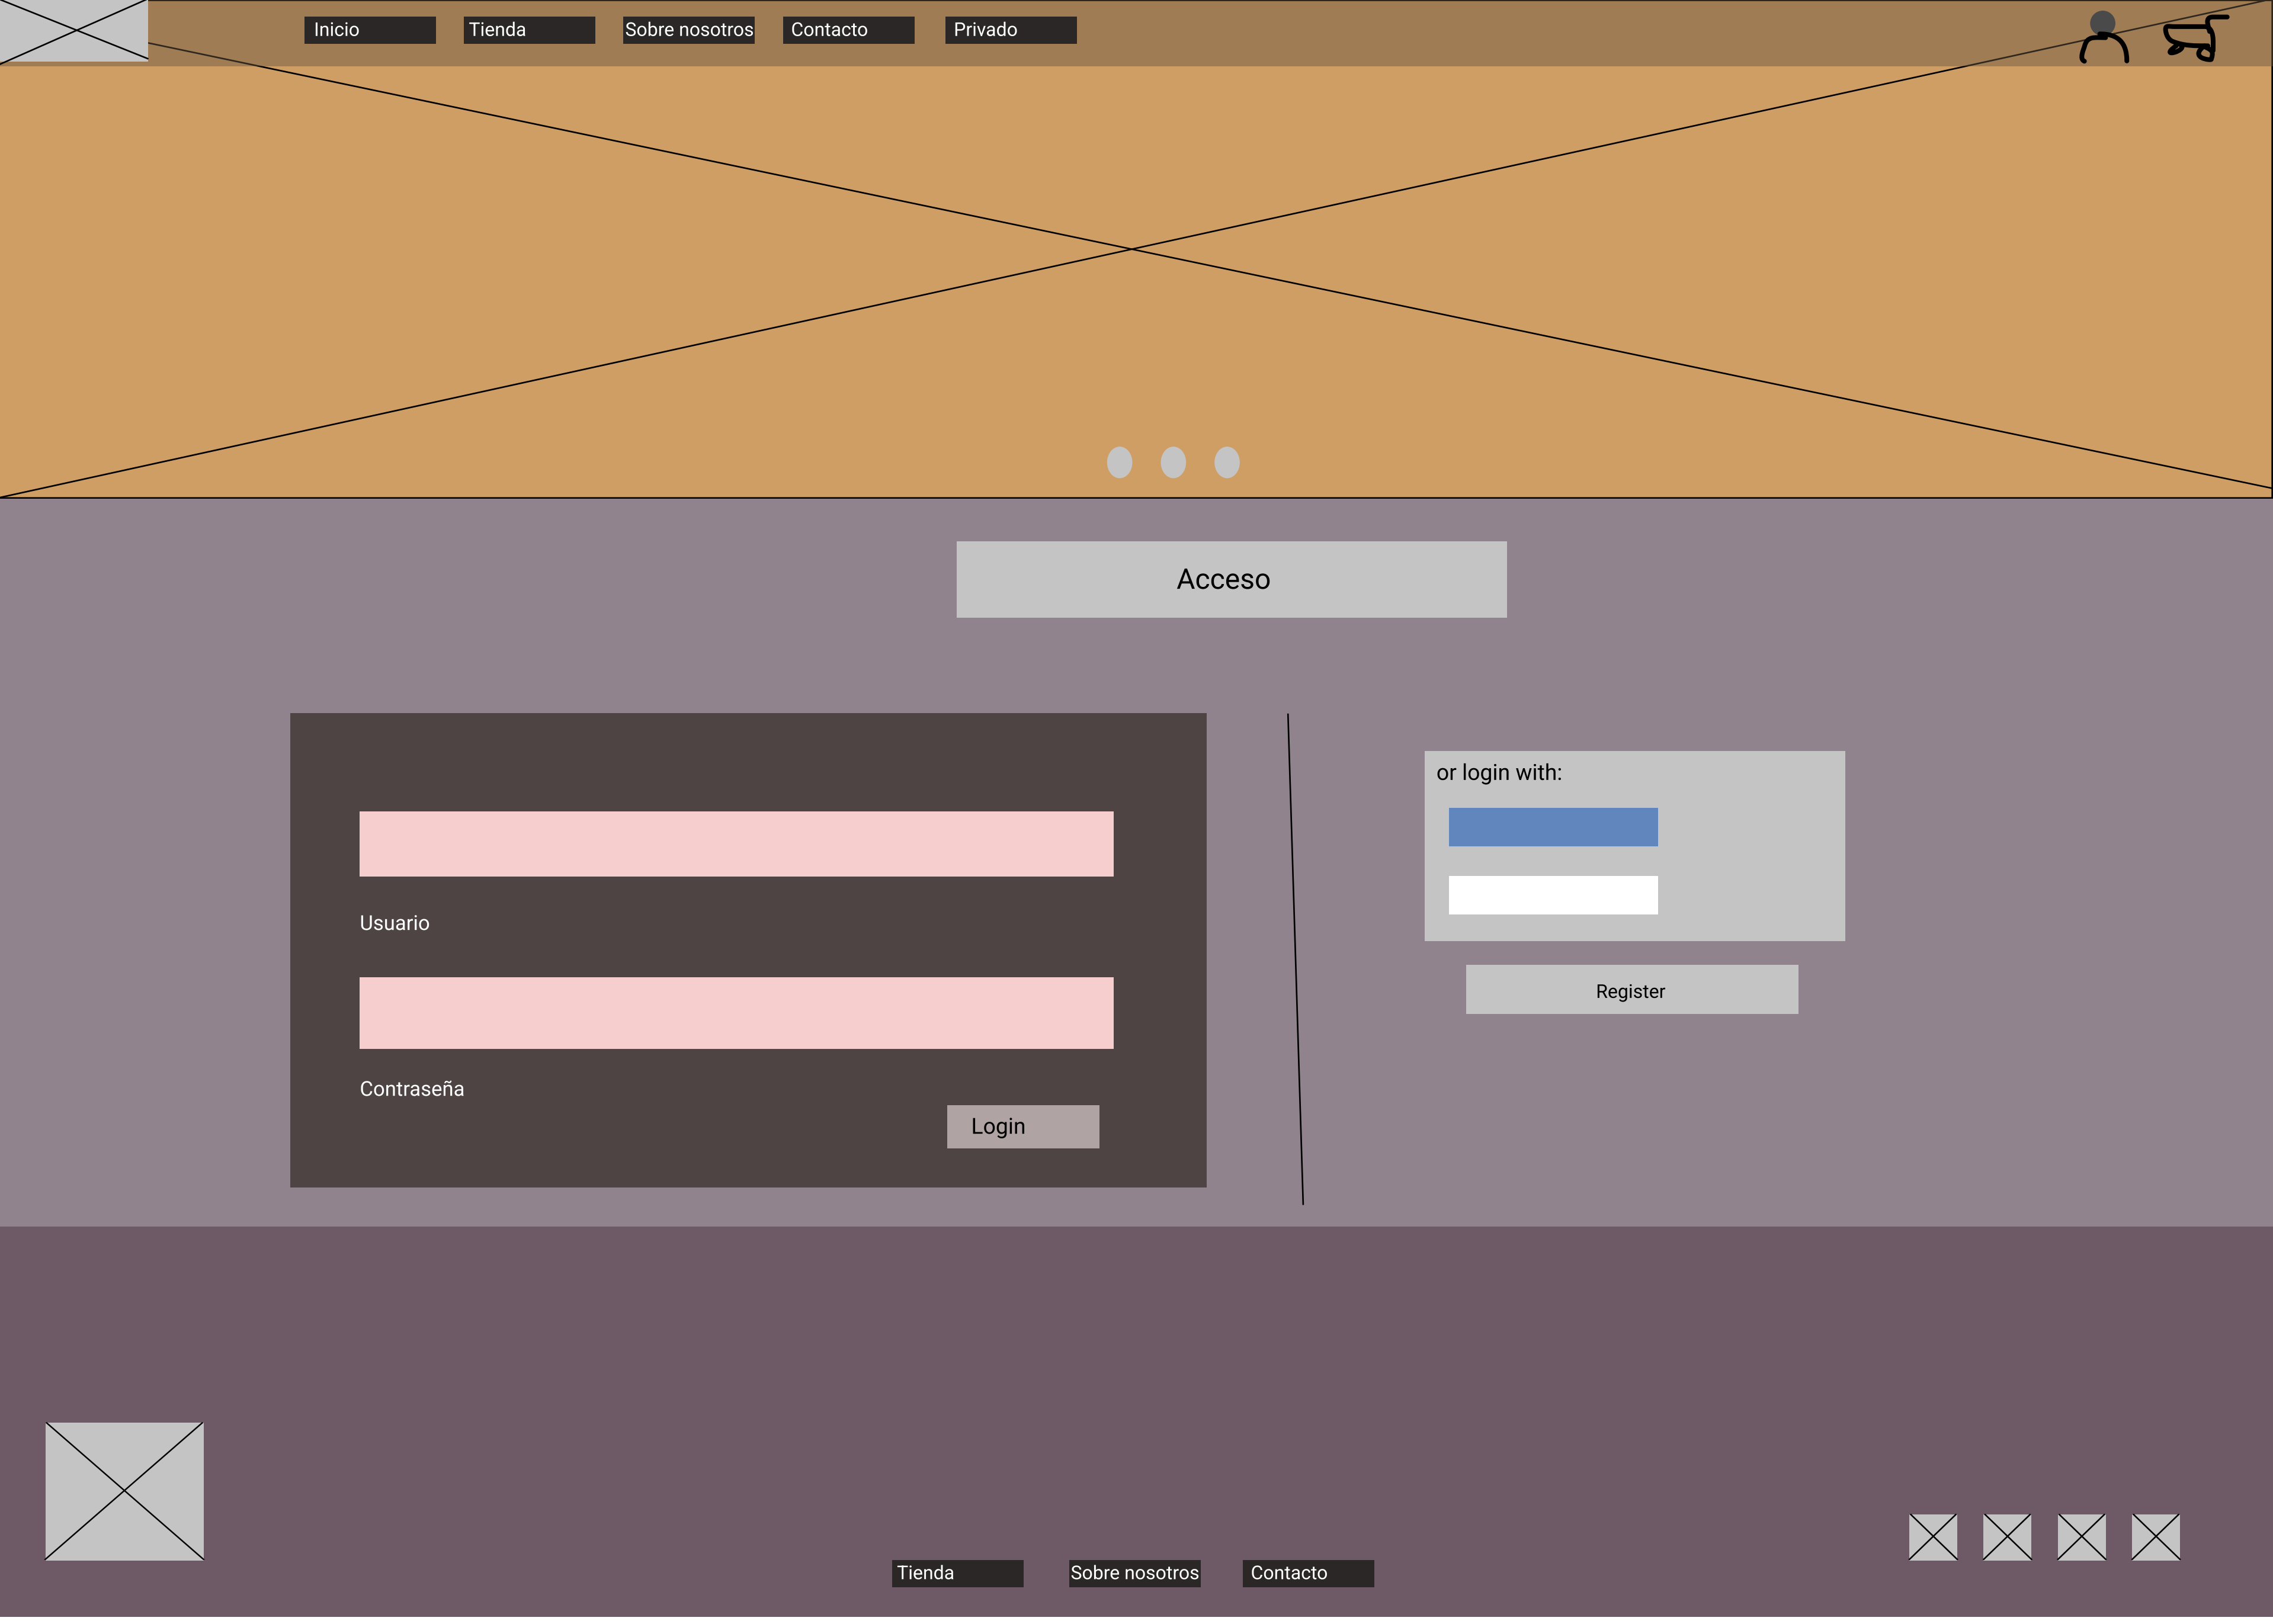 Inicio
Tienda
Sobre nosotros
Contacto
Privado
Acceso
or login with:
Usuario
Register
Contraseña
Login
Tienda
Sobre nosotros
Contacto